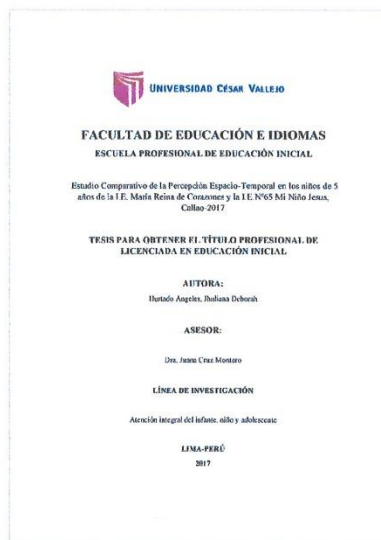 UNIVERSIDAD CÉSAR VALLEJO
FACULTAD DE EDUCACIÓN E IDIOMAS
ESCUELA PROFESIONAL DE EDUCACIÓN INICIAL
Estudio Comparativo de la Percepción Espacio-Temporal en los niños de 5
años de la I.E. María Reina de Corazones y la I.E N°65 Mi Niño Jesus,
Callao-2017
TESIS PARA OBTENER EL TÍTULO PROFESIONAL DE
LICENCIADA EN EDUCACIÓN INICIAL
AUTORA:
Hurtado Angeles, Jhuliana Deborah
ASESOR:
Dra. Juana Cruz Montero
LÍNEA DE INVESTIGACIÓN
Atención integral del infante, niño y adolescente
LIMA-PERÚ
2017